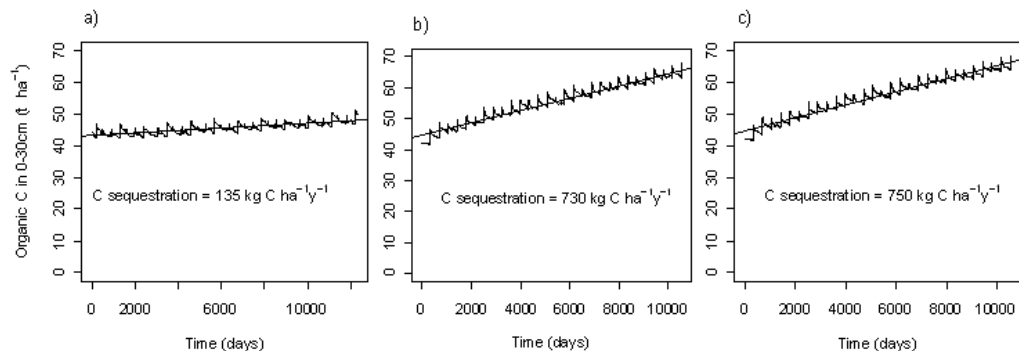 a)
b)
c)
Organic C in 0-30cm (t ha⁻¹)
0 10 20 30 40 50 60 70
C sequestration = 135 kg C ha⁻¹y⁻¹
0 2000 6000 10000
Time (days)
0 10 20 30 40 50 60 70
C sequestration = 730 kg C ha⁻¹y⁻¹
0 2000 4000 6000 8000 10000
Time (days)
0 10 20 30 40 50 60 70
C sequestration = 750 kg C ha⁻¹y⁻¹
0 2000 4000 6000 8000 10000
Time (days)